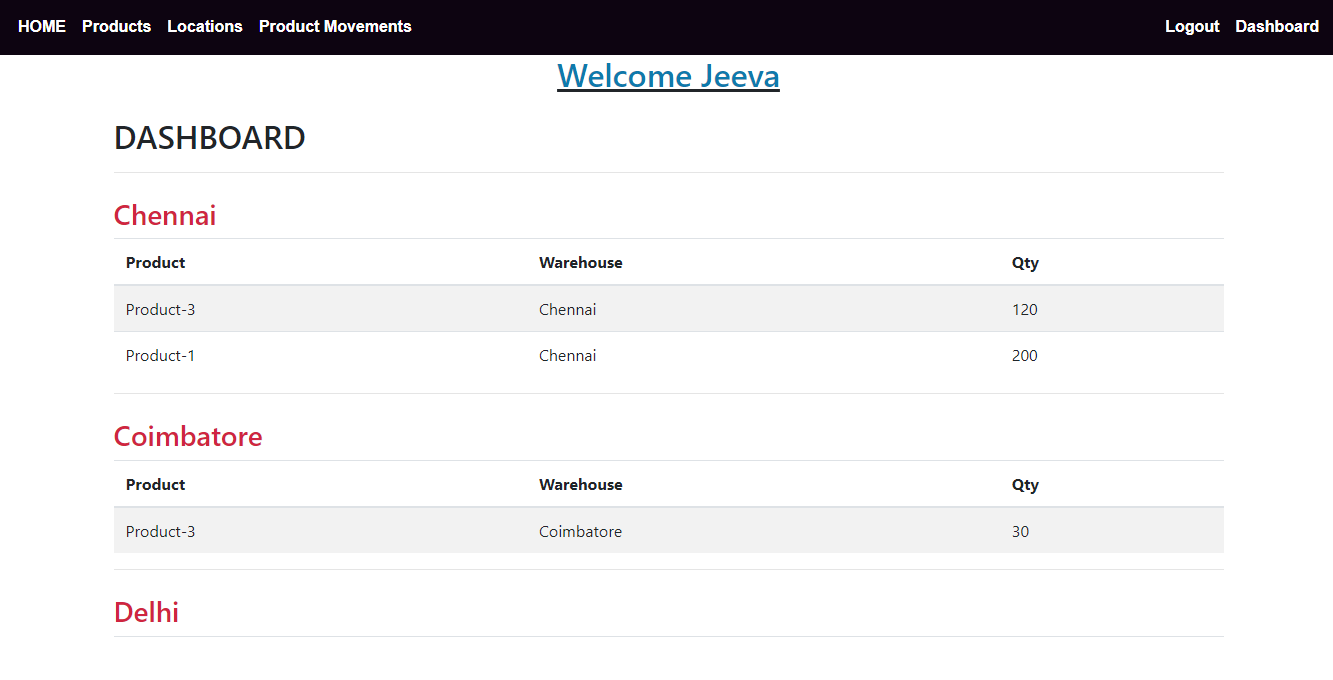 HOME Products Locations Product Movements Logout Dashboard
Welcome Jeeva
DASHBOARD
Chennai
Product Warehouse Qty
Product-3 Chennai 120
Product-1 Chennai 200
Coimbatore
Product Warehouse Qty
Product-3 Coimbatore 30
Delhi